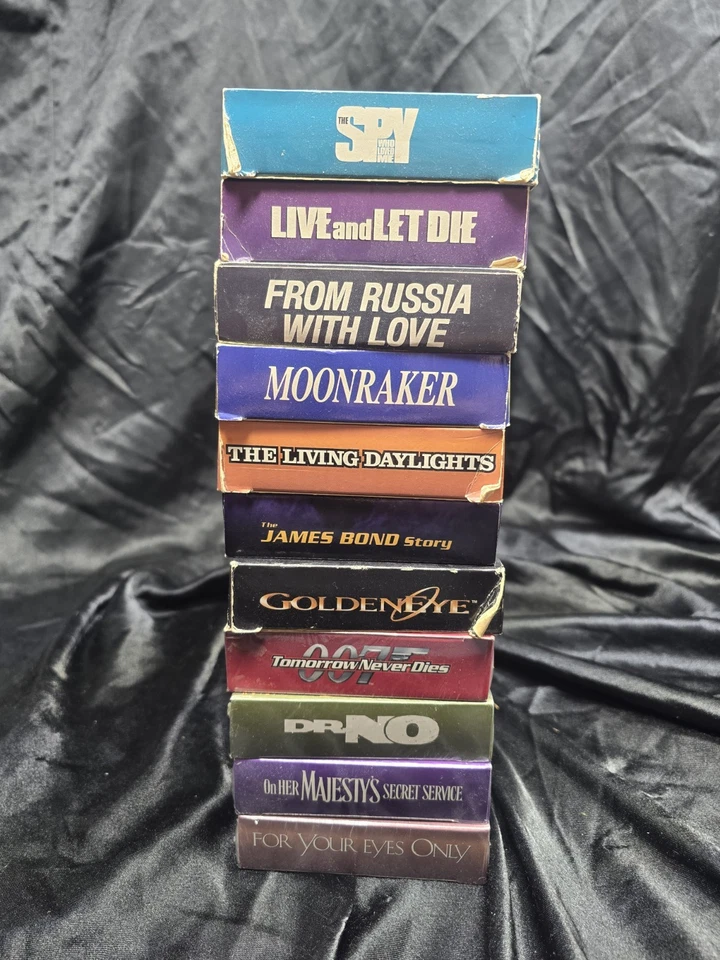 THE SPY
WHO
LOVED
ME
LIVE and LET DIE
FROM RUSSIA
WITH LOVE
MOONRAKER
THE LIVING DAYLIGHTS
The
JAMES BOND Story
GOLDENEYE™
007
Tomorrow Never Dies
DR. NO
On HER MAJESTY'S SECRET SERVICE
FOR YOUR EYES ONLY